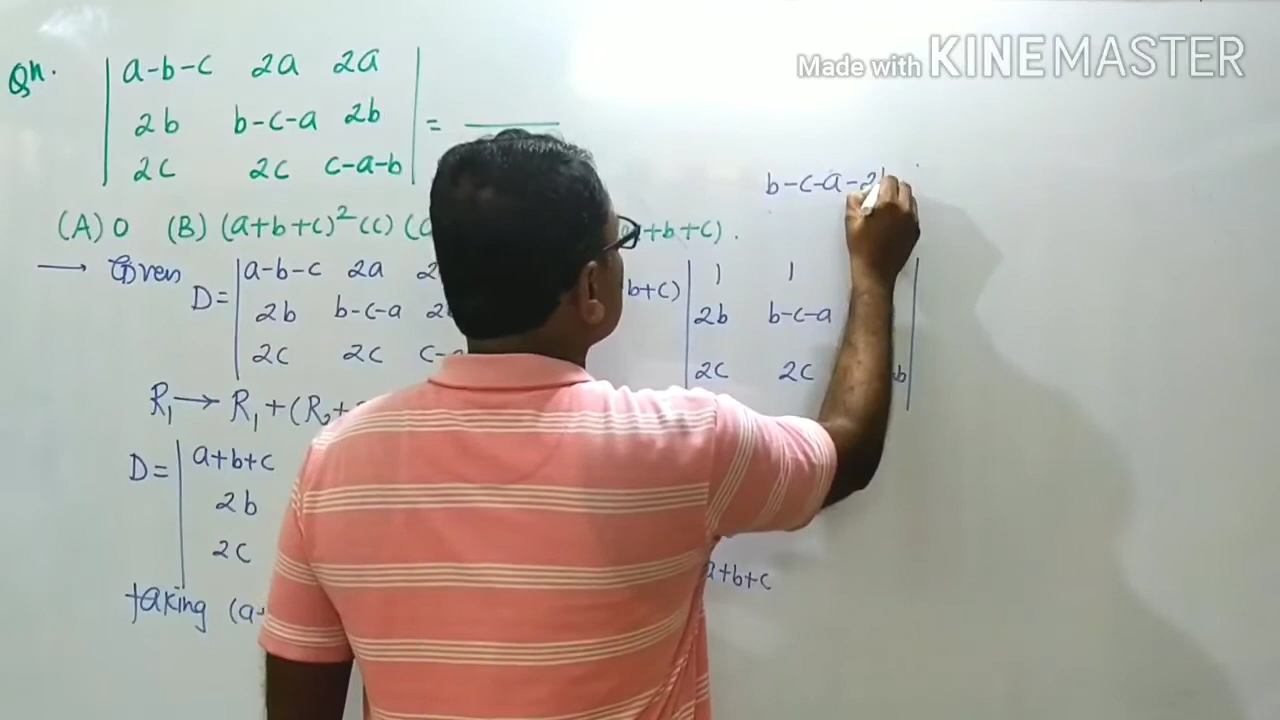 Made with KINEMASTER
Qn. a-b-c 2a 2a
2b b-c-a 2b = ____
2c 2c c-a-b
(A) 0 (B) (a+b+c)² (C) (a+b+c).
→ Given
D= a-b-c 2a 2
2b b-c-a 2
2c 2c c-
R₁ → R₁ + (R₂+
D= a+b+c
2b
2c
taking (a+
b-c-a-2b
b+c) 1 1
2b b-c-a
2c 2c -b
a+b+c